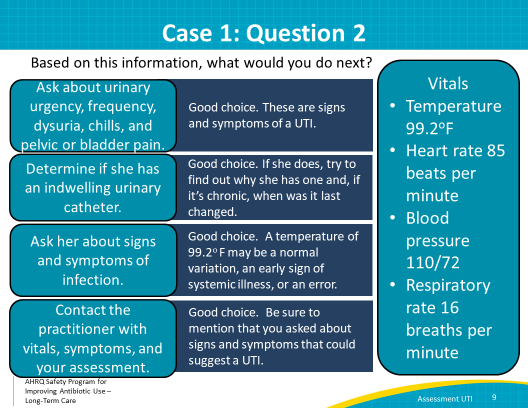 Case 1: Question 2
Based on this information, what would you do next?
Ask about urinary
urgency, frequency,
dysuria, chills, and
pelvic or bladder pain.
Good choice. These are signs
and symptoms of a UTI.
Determine if she has
an indwelling urinary
catheter.
Good choice. If she does, try to
find out why she has one and, if
it’s chronic, when was it last
changed.
Ask her about signs
and symptoms of
infection.
Good choice.  A temperature of
99.2º F may be a normal
variation, an early sign of
systemic illness, or an error.
Contact the
practitioner with
vitals, symptoms, and
your assessment.
Good choice.  Be sure to
mention that you asked about
signs and symptoms that could
suggest a UTI.
Vitals
• Temperature
99.2ºF
• Heart rate 85
beats per
minute
• Blood
pressure
110/72
• Respiratory
rate 16
breaths per
minute
AHRQ Safety Program for
Improving Antibiotic Use –
Long-Term Care
Assessment UTI 9